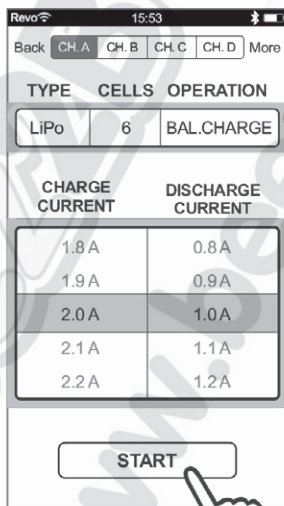 Revo 15:53
Back CH. A CH. B CH. C CH. D More
TYPE CELLS OPERATION
LiPo 6 BAL.CHARGE
CHARGE DISCHARGE
CURRENT CURRENT
1.8 A 0.8 A
1.9 A 0.9 A
2.0 A 1.0 A
2.1 A 1.1 A
2.2 A 1.2 A
START